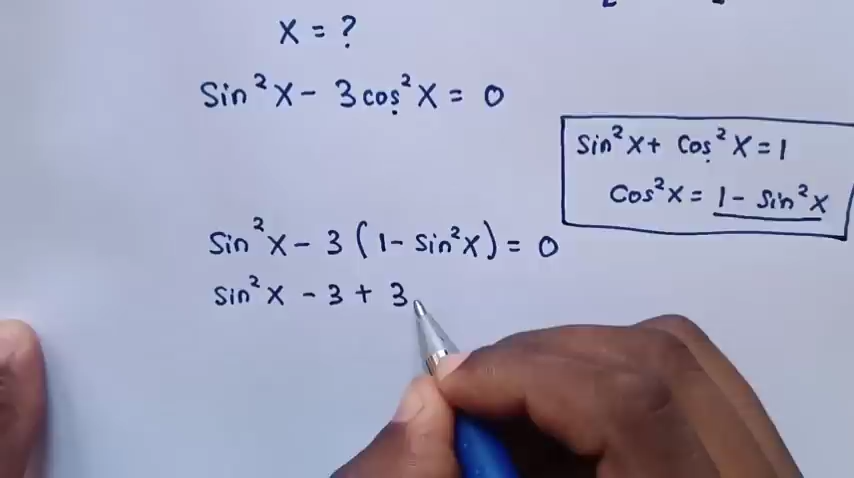 x = ?
Sin²x - 3cos²x = 0
Sin²x + Cos²x = 1
Cos²x = 1 - Sin²x
Sin²x - 3 (1 - Sin²x) = 0
Sin²x - 3 + 3